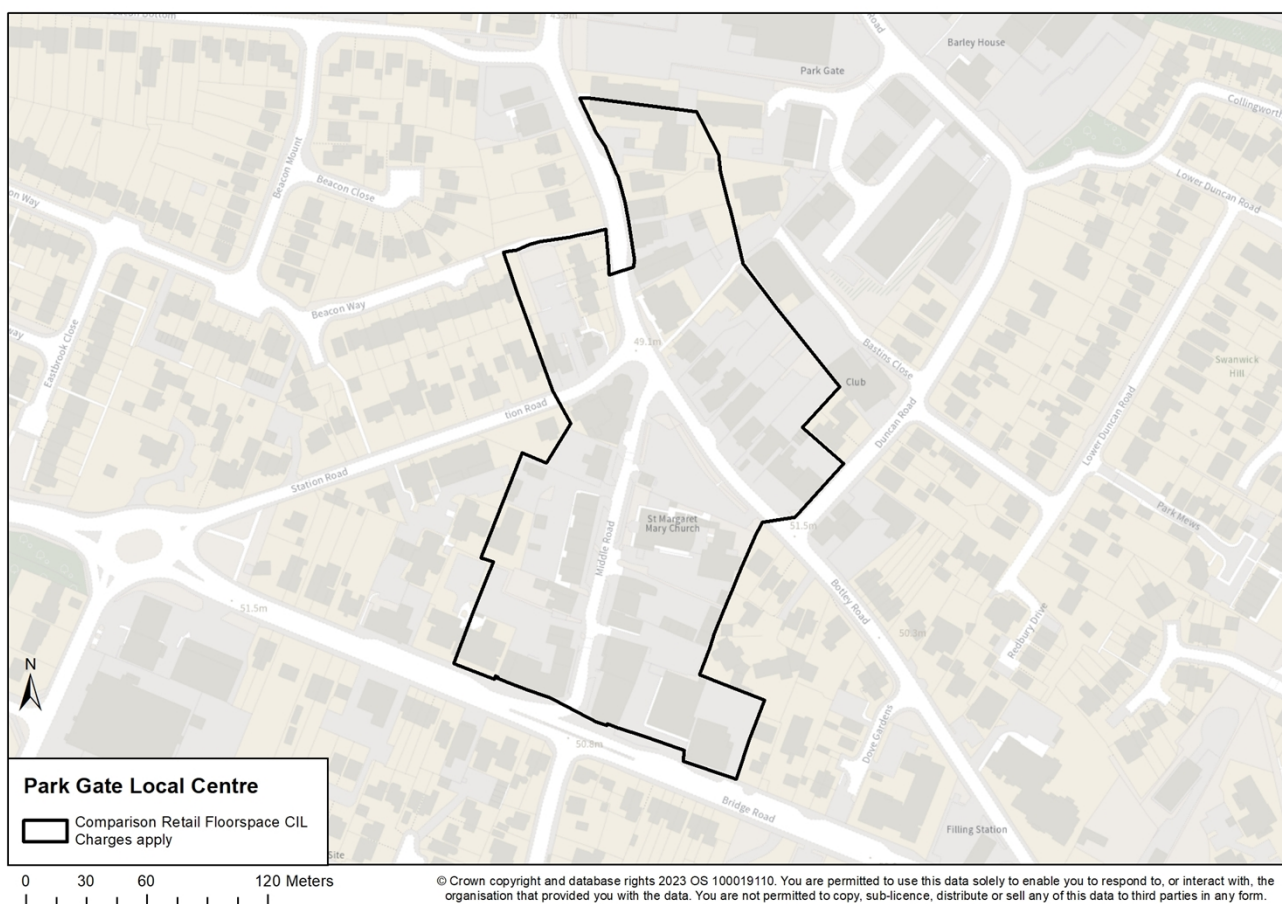 Barley House
Park Gate
Collingworth
Beacon Mount
Beacon Close
Lower Duncan Road
on Way
Beacon Way
way
Eastbrook Close
49.1m
Bastins Close
Club
Swanwick
Hill
tion Road
Duncan Road
Lower Duncan Road
Station Road
St Margaret
Mary Church
51.5m
Park Mews
Middle Road
51.5m
Botley Road
50.3m
Redbury Drive
N
50.8m
Dove Gardens
Bridge Road
Filling Station
Site
Park Gate Local Centre
Comparison Retail Floorspace CIL
Charges apply
0 30 60 120 Meters
© Crown copyright and database rights 2023 OS 100019110. You are permitted to use this data solely to enable you to respond to, or interact with, the
organisation that provided you with the data. You are not permitted to copy, sub-licence, distribute or sell any of this data to third parties in any form.